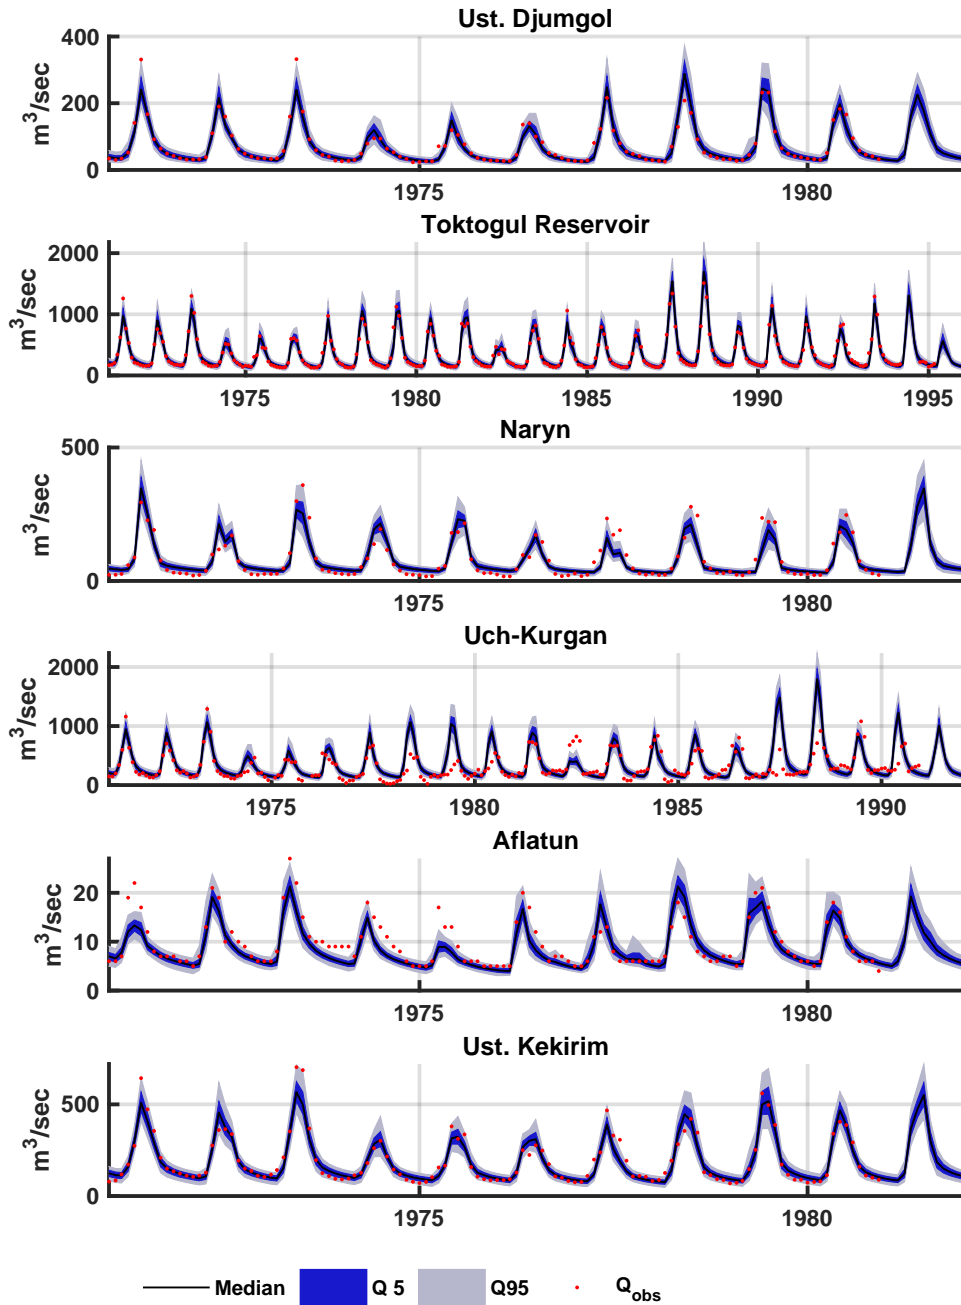 Ust. Djumgol
400
200
0
m³/sec
1975
1980
Toktogul Reservoir
2000
1000
0
m³/sec
1975
1980
1985
1990
1995
Naryn
500
0
m³/sec
1975
1980
Uch-Kurgan
2000
1000
0
m³/sec
1975
1980
1985
1990
Aflatun
20
10
0
m³/sec
1975
1980
Ust. Kekirim
500
0
m³/sec
1975
1980
Median Q 5 Q95 Q_obs